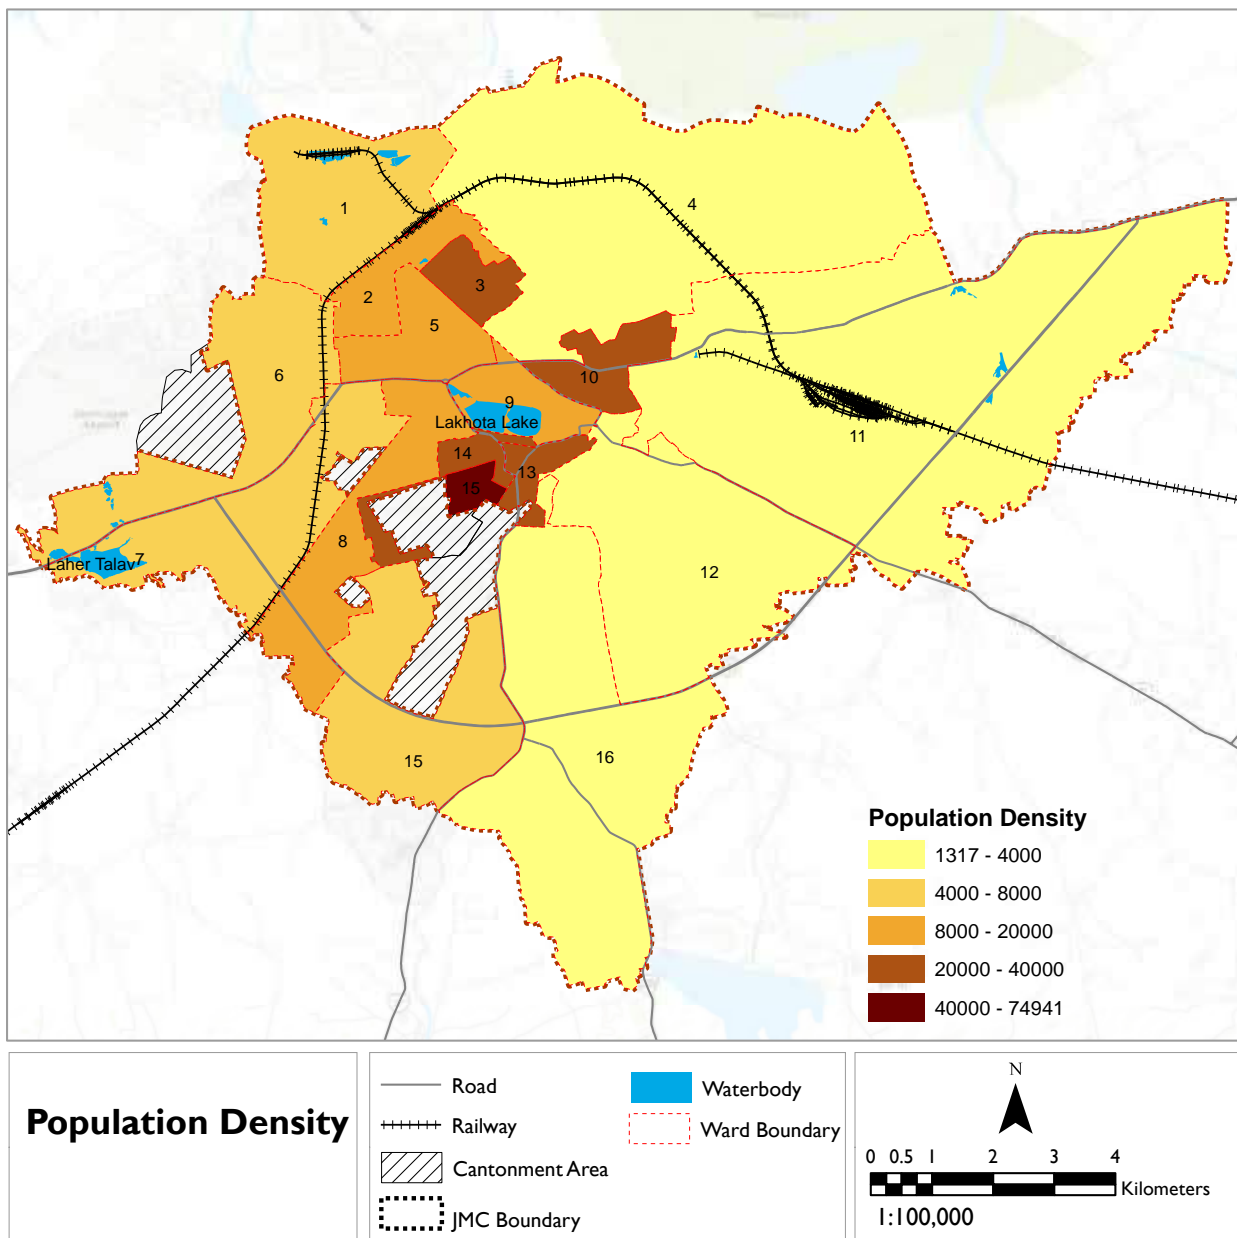 1
4
2
3
5
6
10
9
Lakhota Lake
11
14
13
15
8
7
Laher Talav
12
15
16
Population Density
1317 - 4000
4000 - 8000
8000 - 20000
20000 - 40000
40000 - 74941
Population Density
Road
Railway
Cantonment Area
JMC Boundary
Waterbody
Ward Boundary
N
0 0.5 1 2 3 4
Kilometers
1:100,000